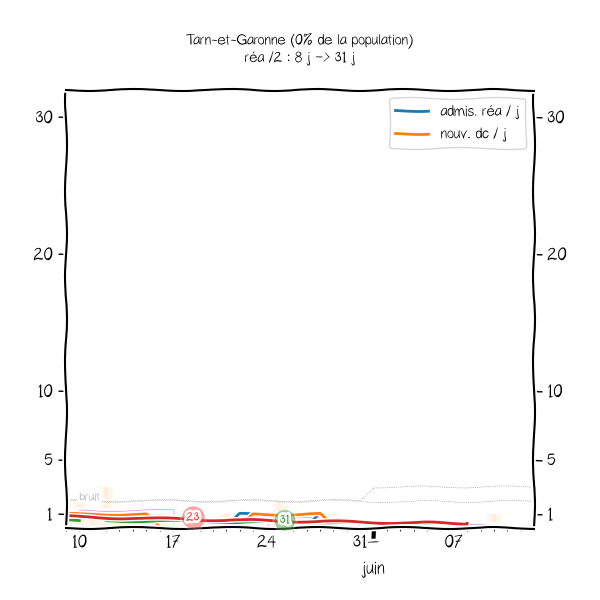 Tarn-et-Garonne (0% de la population)
réa /2 : 8 j -> 31 j
admis. réa / j
nouv. dc / j
30
30
20
20
10
10
5
5
bruit
1
1
23
31
10
17
24
31
07
juin